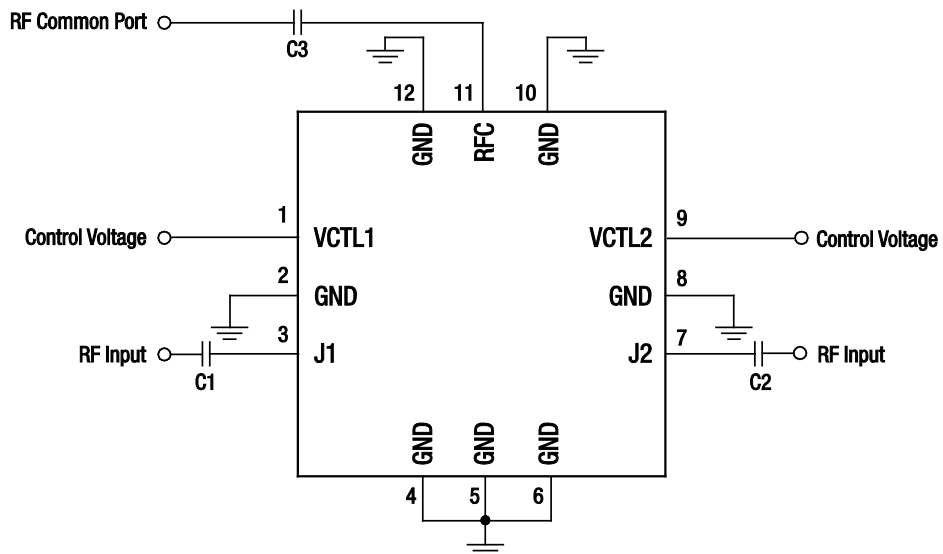 RF Common Port
C3
12 11 10
GND RFC GND
1
Control Voltage VCTL1
9
VCTL2 Control Voltage
2
GND
8
GND
3
RF Input C1 J1
7
J2 C2 RF Input
GND GND GND
4 5 6